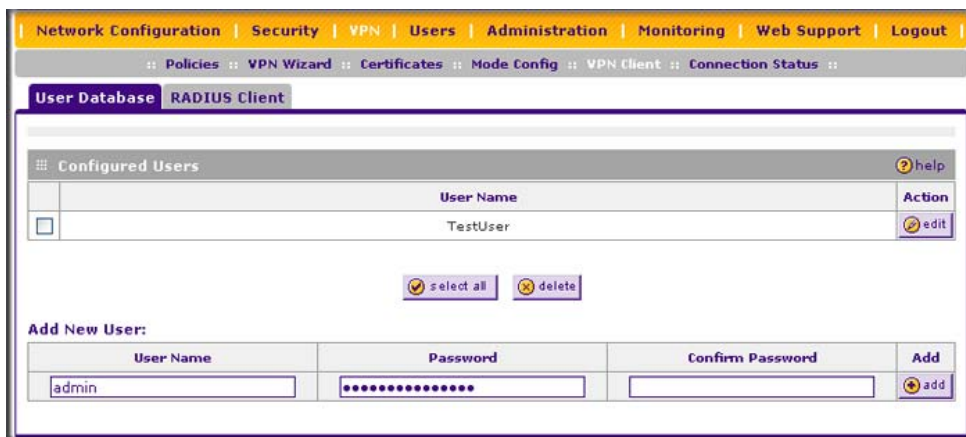 Network Configuration | Security | VPN | Users | Administration | Monitoring | Web Support | Logout
:: Policies :: VPN Wizard :: Certificates :: Mode Config :: VPN Client :: Connection Status ::
User Database RADIUS Client
Configured Users help
User Name Action
TestUser edit
select all delete
Add New User:
User Name Password Confirm Password Add
admin ••••••••••••••• add